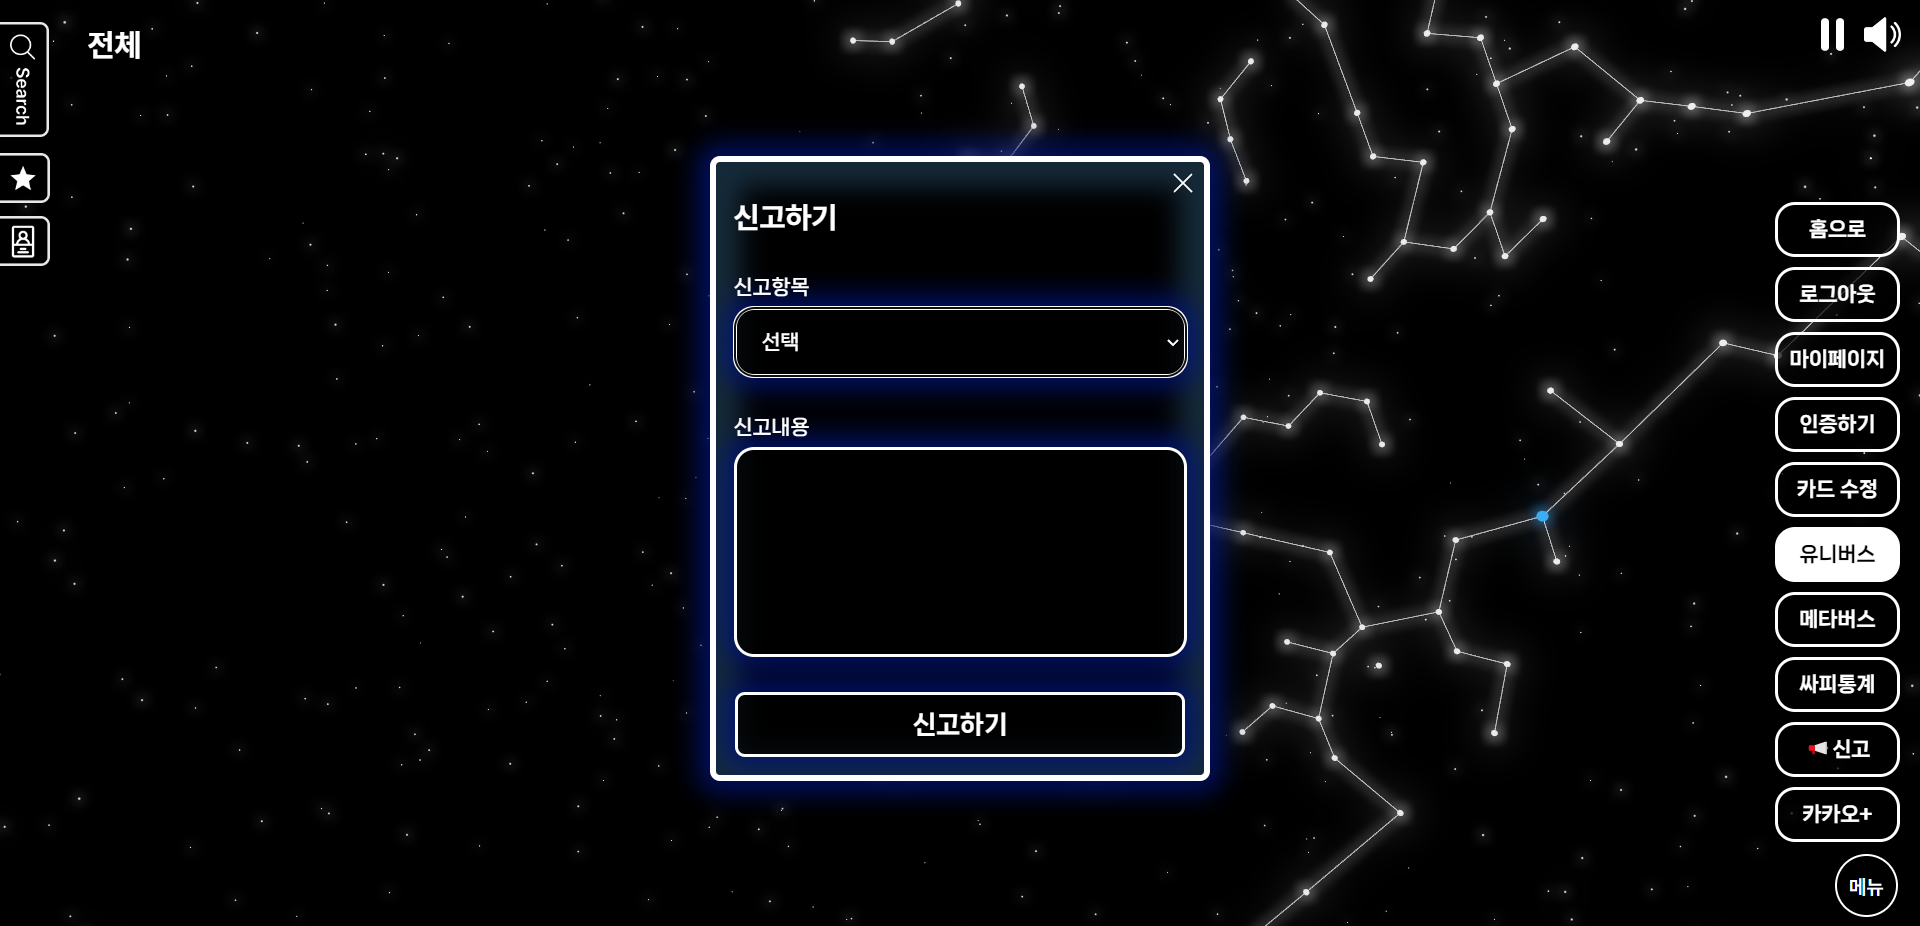 전체
Search
신고하기
신고항목
선택
신고내용
신고하기
홈으로
로그아웃
마이페이지
인증하기
카드 수정
유니버스
메타버스
싸피통계
신고
카카오+
메뉴